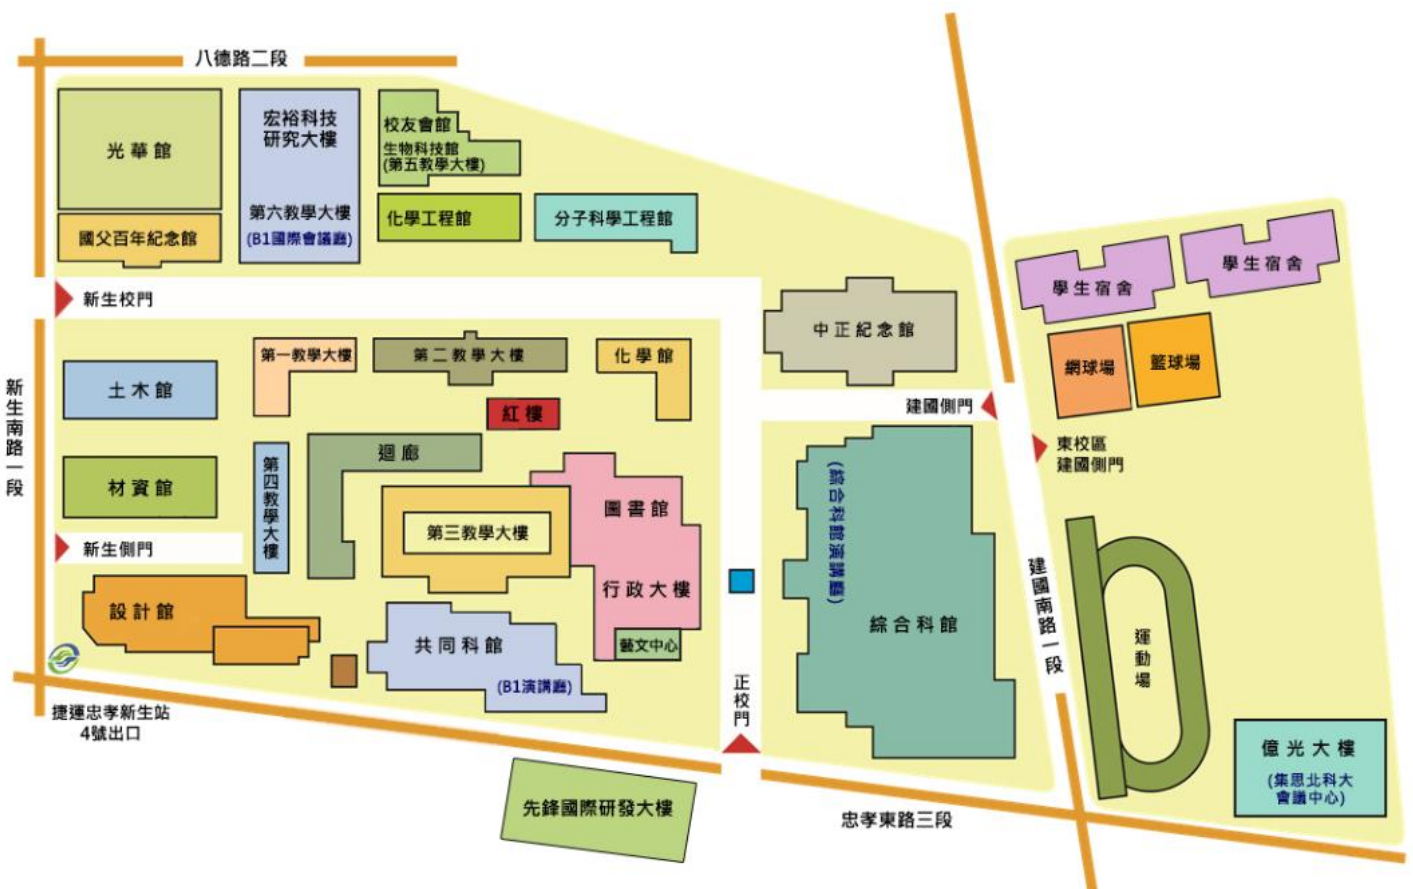 八德路二段
光華館
宏裕科技
研究大樓
校友會館
生物科技館
(第五教學大樓)
第六教學大樓
(B1國際會議廳)
國父百年紀念館
化學工程館
分子科學工程館
學生宿舍
學生宿舍
新生校門
中正紀念館
第一教學大樓
第二教學大樓
化學館
網球場
籃球場
土木館
紅樓
建國側門
新生南路一段
東校區
建國側門
迴廊
第四教學大樓
材資館
圖書館
(綜合科館演講廳)
第三教學大樓
新生側門
行政大樓
建國南路一段
設計館
綜合科館
共同科館
藝文中心
運動場
(B1演講廳)
正校門
捷運忠孝新生站
4號出口
億光大樓
(集思北科大
會議中心)
先鋒國際研發大樓
忠孝東路三段